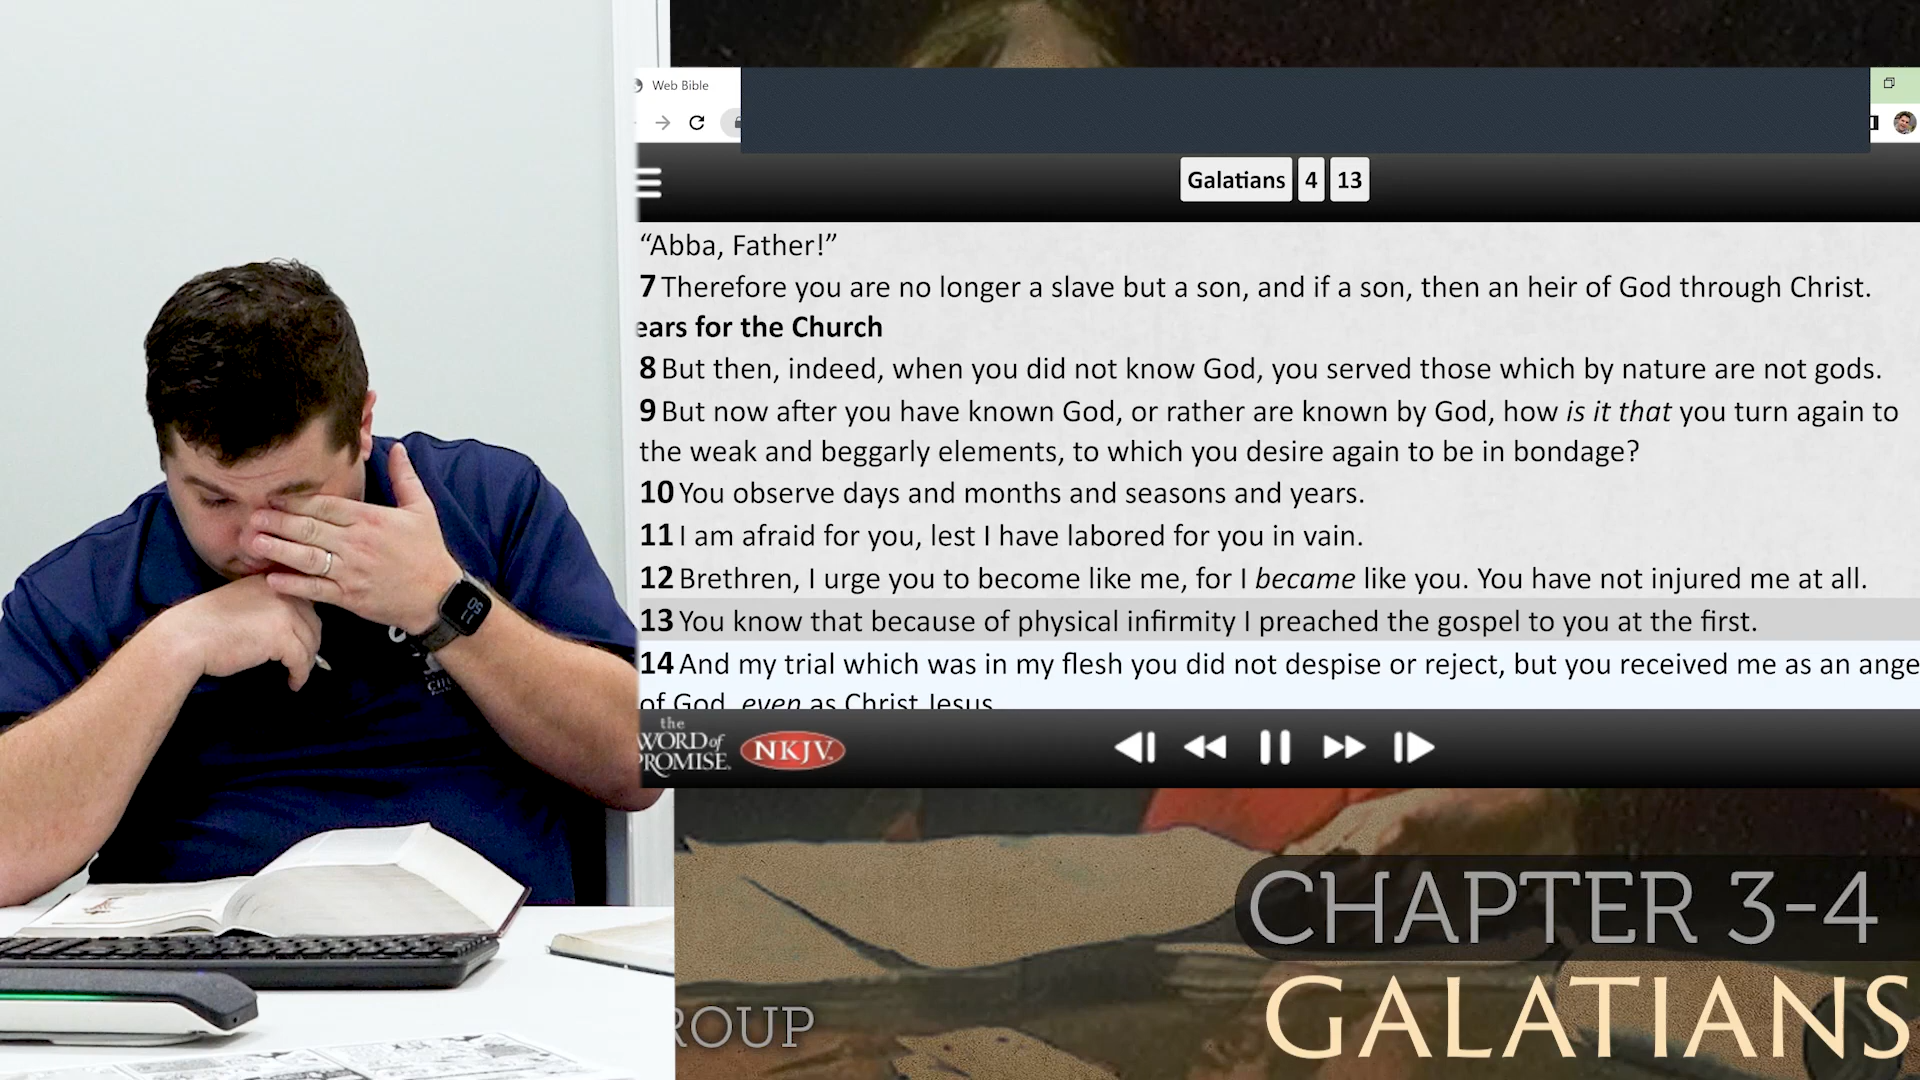 Web Bible
Galatians 4 13
“Abba, Father!”
7 Therefore you are no longer a slave but a son, and if a son, then an heir of God through Christ.
ears for the Church
8 But then, indeed, when you did not know God, you served those which by nature are not gods.
9 But now after you have known God, or rather are known by God, how is it that you turn again to
the weak and beggarly elements, to which you desire again to be in bondage?
10 You observe days and months and seasons and years.
11 I am afraid for you, lest I have labored for you in vain.
12 Brethren, I urge you to become like me, for I became like you. You have not injured me at all.
13 You know that because of physical infirmity I preached the gospel to you at the first.
14 And my trial which was in my flesh you did not despise or reject, but you received me as an ange
of God, even as Christ Jesus
the
WORD of
PROMISE
NKJV
CHAPTER 3-4
GALATIANS
ROUP